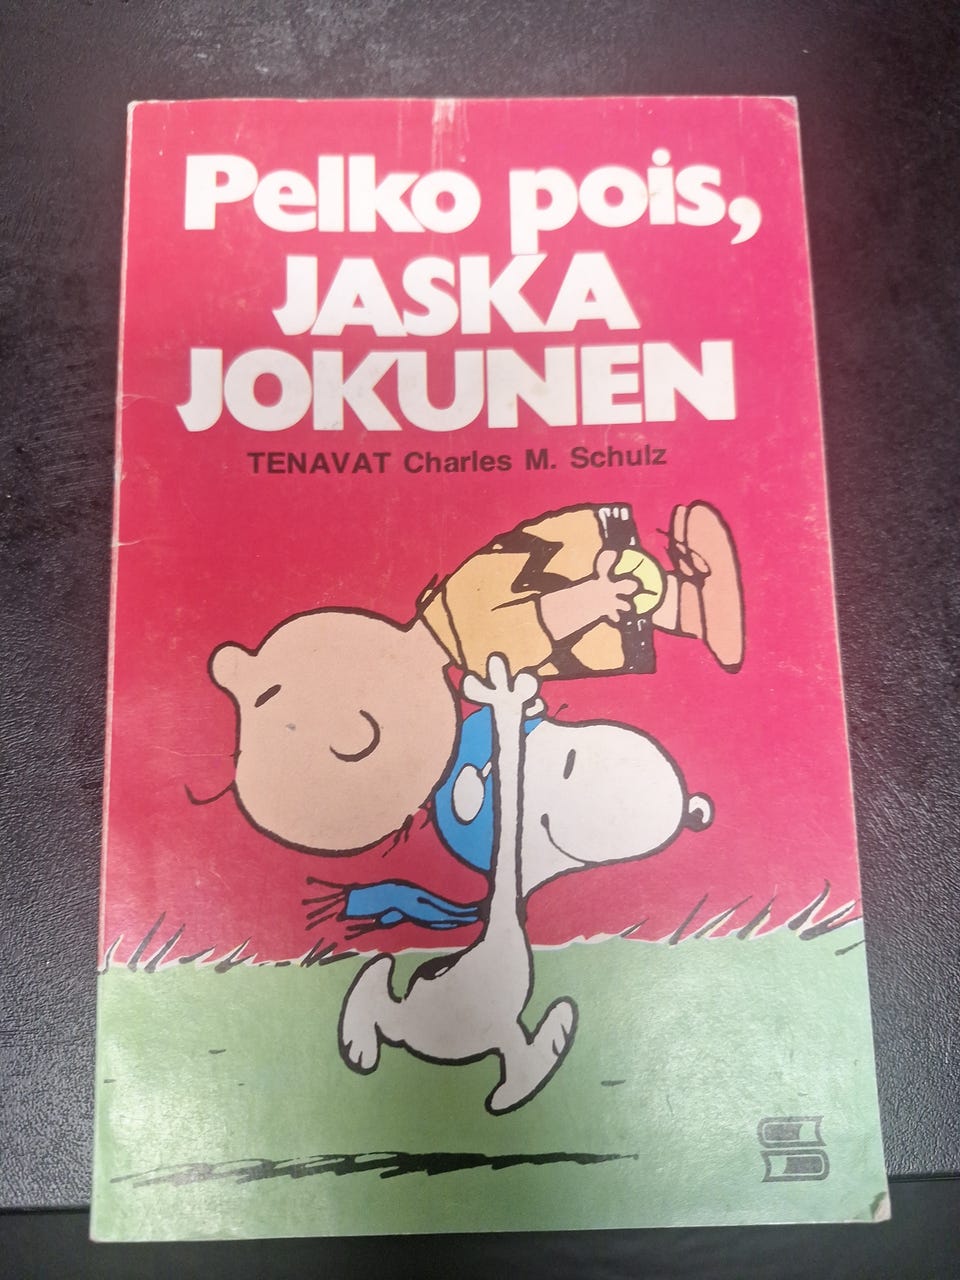 Pelko pois,
JASKA
JOKUNEN
TENAVAT Charles M. Schulz